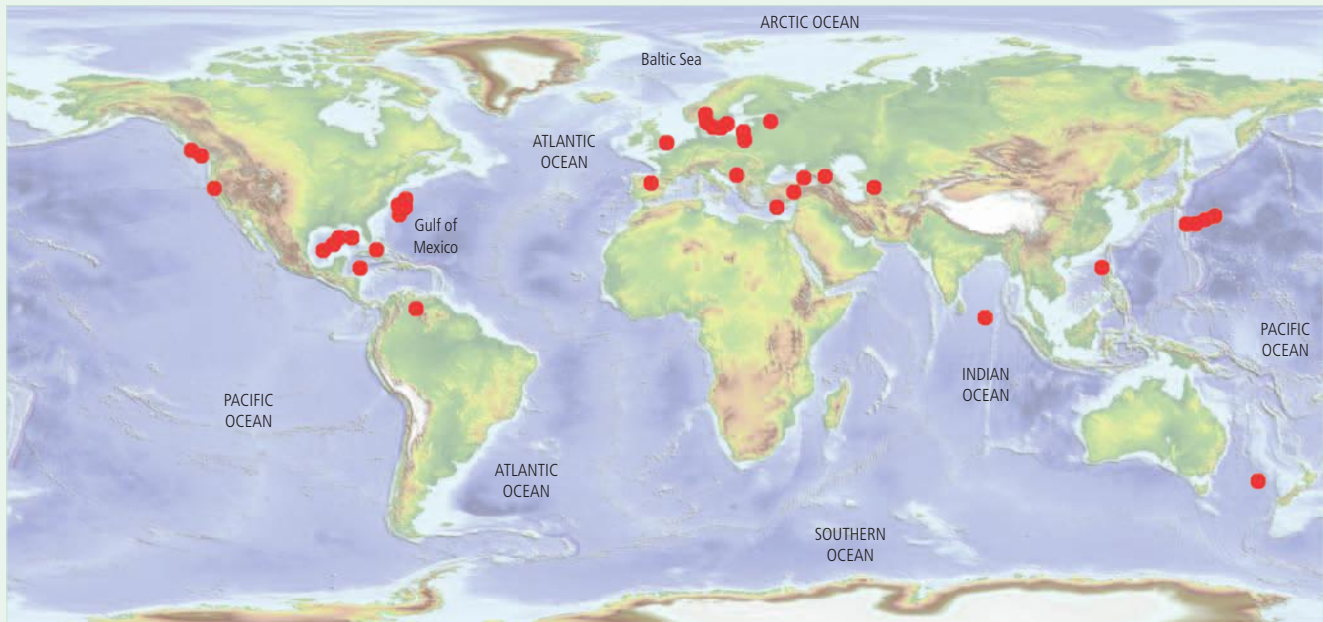 ARCTIC OCEAN
Baltic Sea
ATLANTIC
OCEAN
Gulf of
Mexico
PACIFIC
OCEAN
INDIAN
OCEAN
PACIFIC
OCEAN
ATLANTIC
OCEAN
SOUTHERN
OCEAN